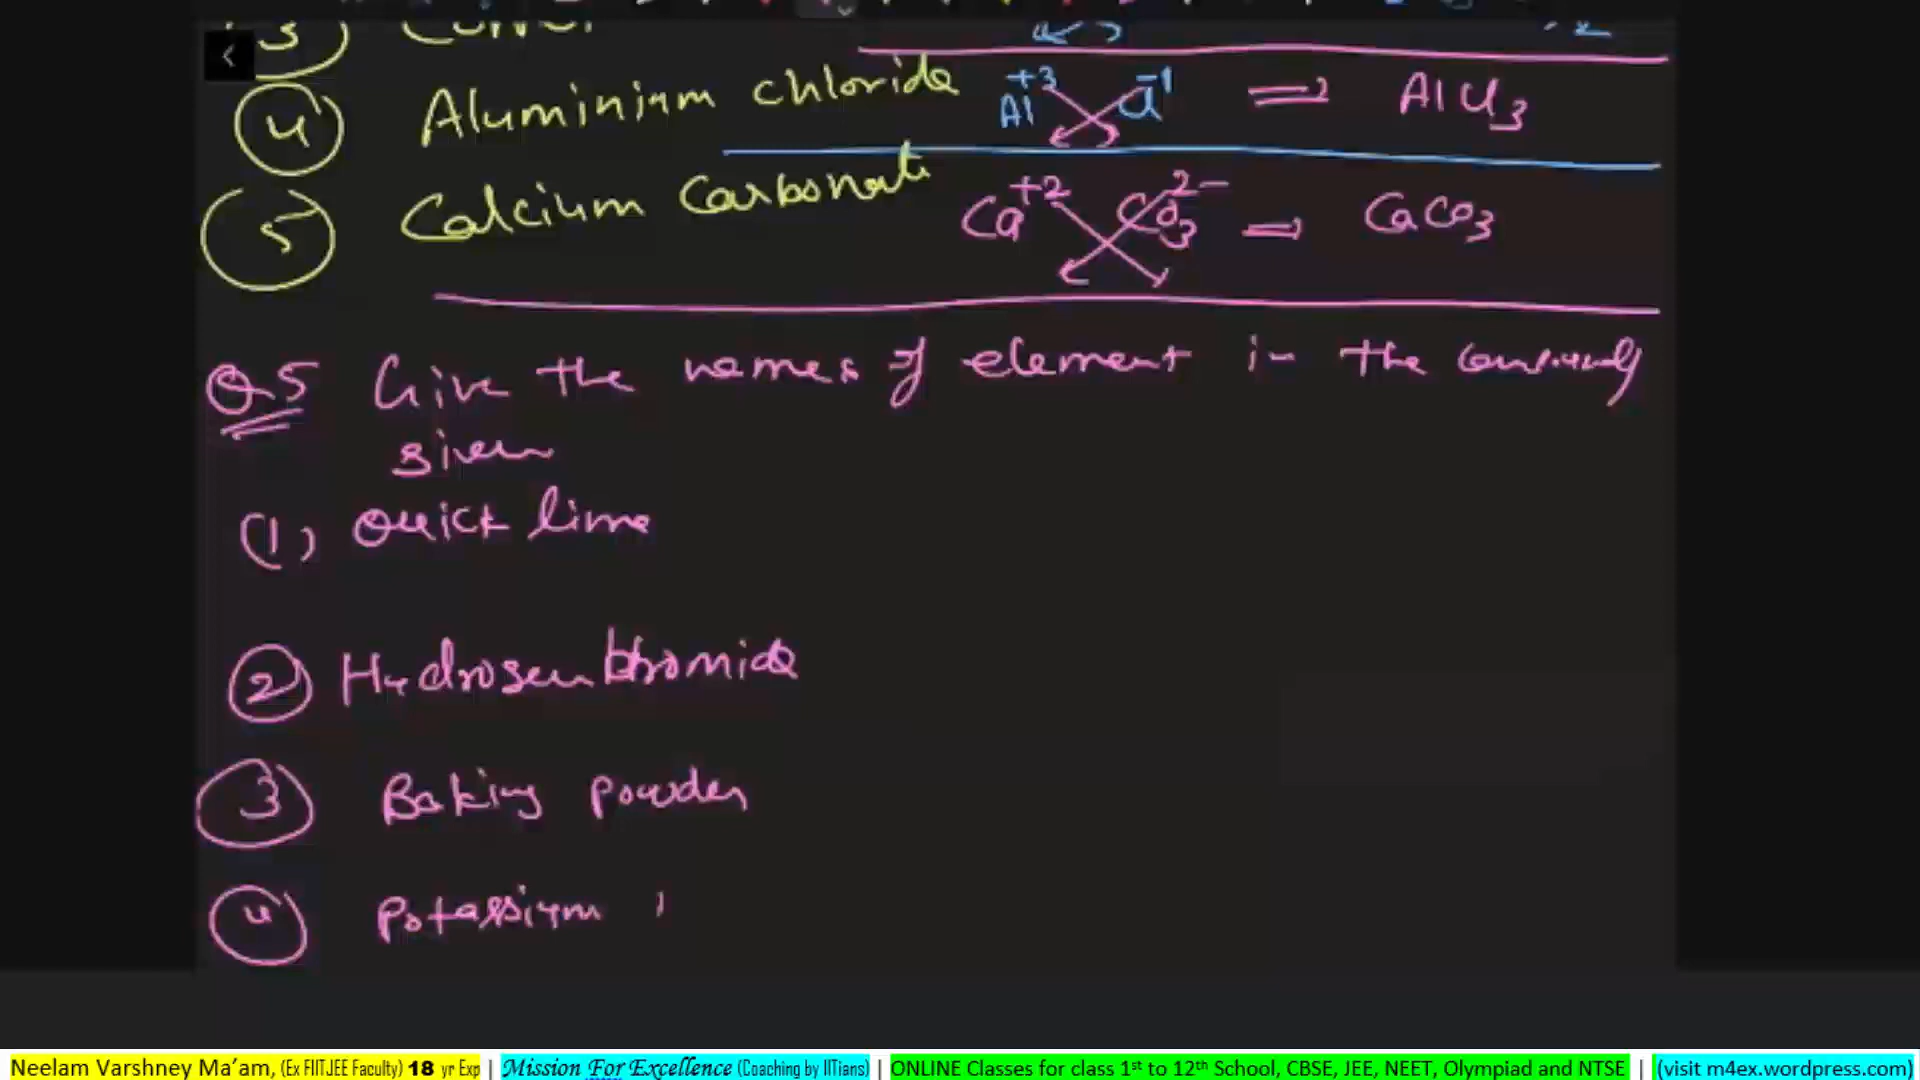 3
4 Aluminium chloride Al+3 Cl-1 ⇒ AlCl3
5 Calcium Carbonate Ca+2 CO3 2- ⇒ CaCO3
Q5 Give the names of element in the
given
(1) Quick lime
2 Hydrogen bromide
3 Baking powder
4 Potassium
Neelam Varshney Ma'am, (Ex FIITJEE Faculty) 18 yr Exp | Mission For Excellence (Coaching by IITians) | ONLINE Classes for class 1st to 12th School, CBSE, JEE, NEET, Olympiad and NTSE | (visit m4ex.wordpress.com)